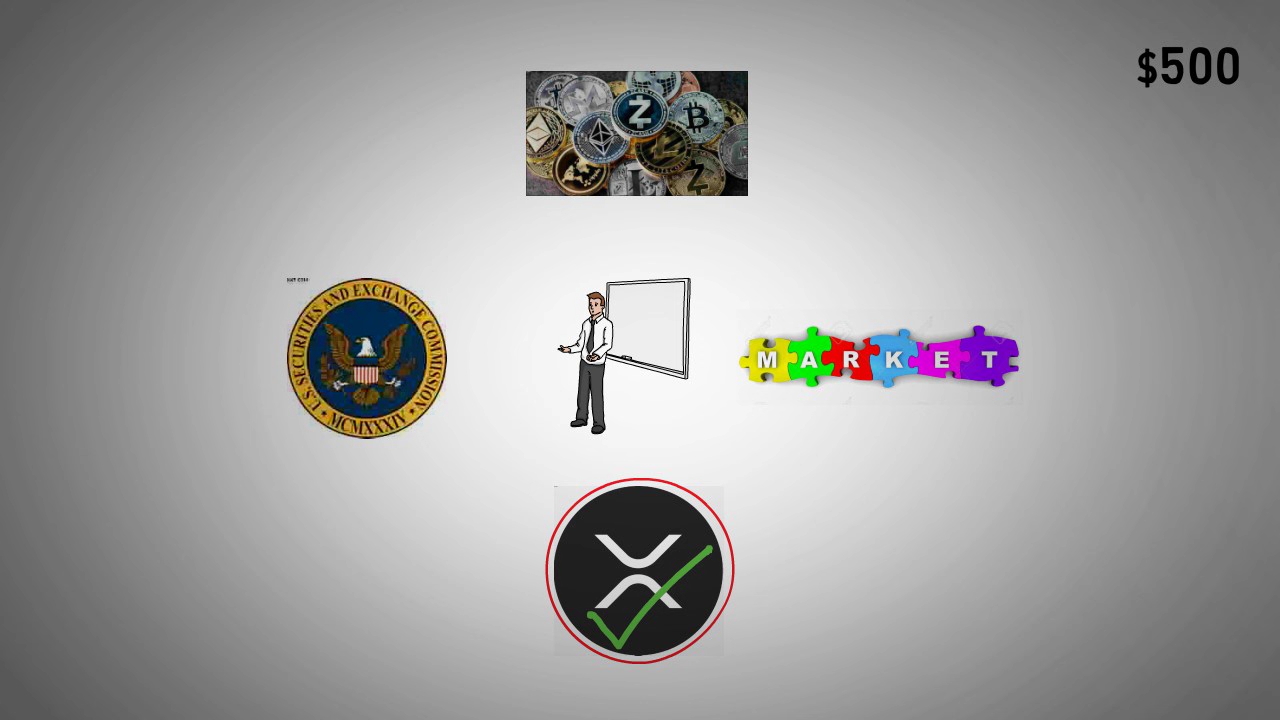 $500
U.S. SECURITIES AND EXCHANGE COMMISSION
MCMXXXIV
MARKET